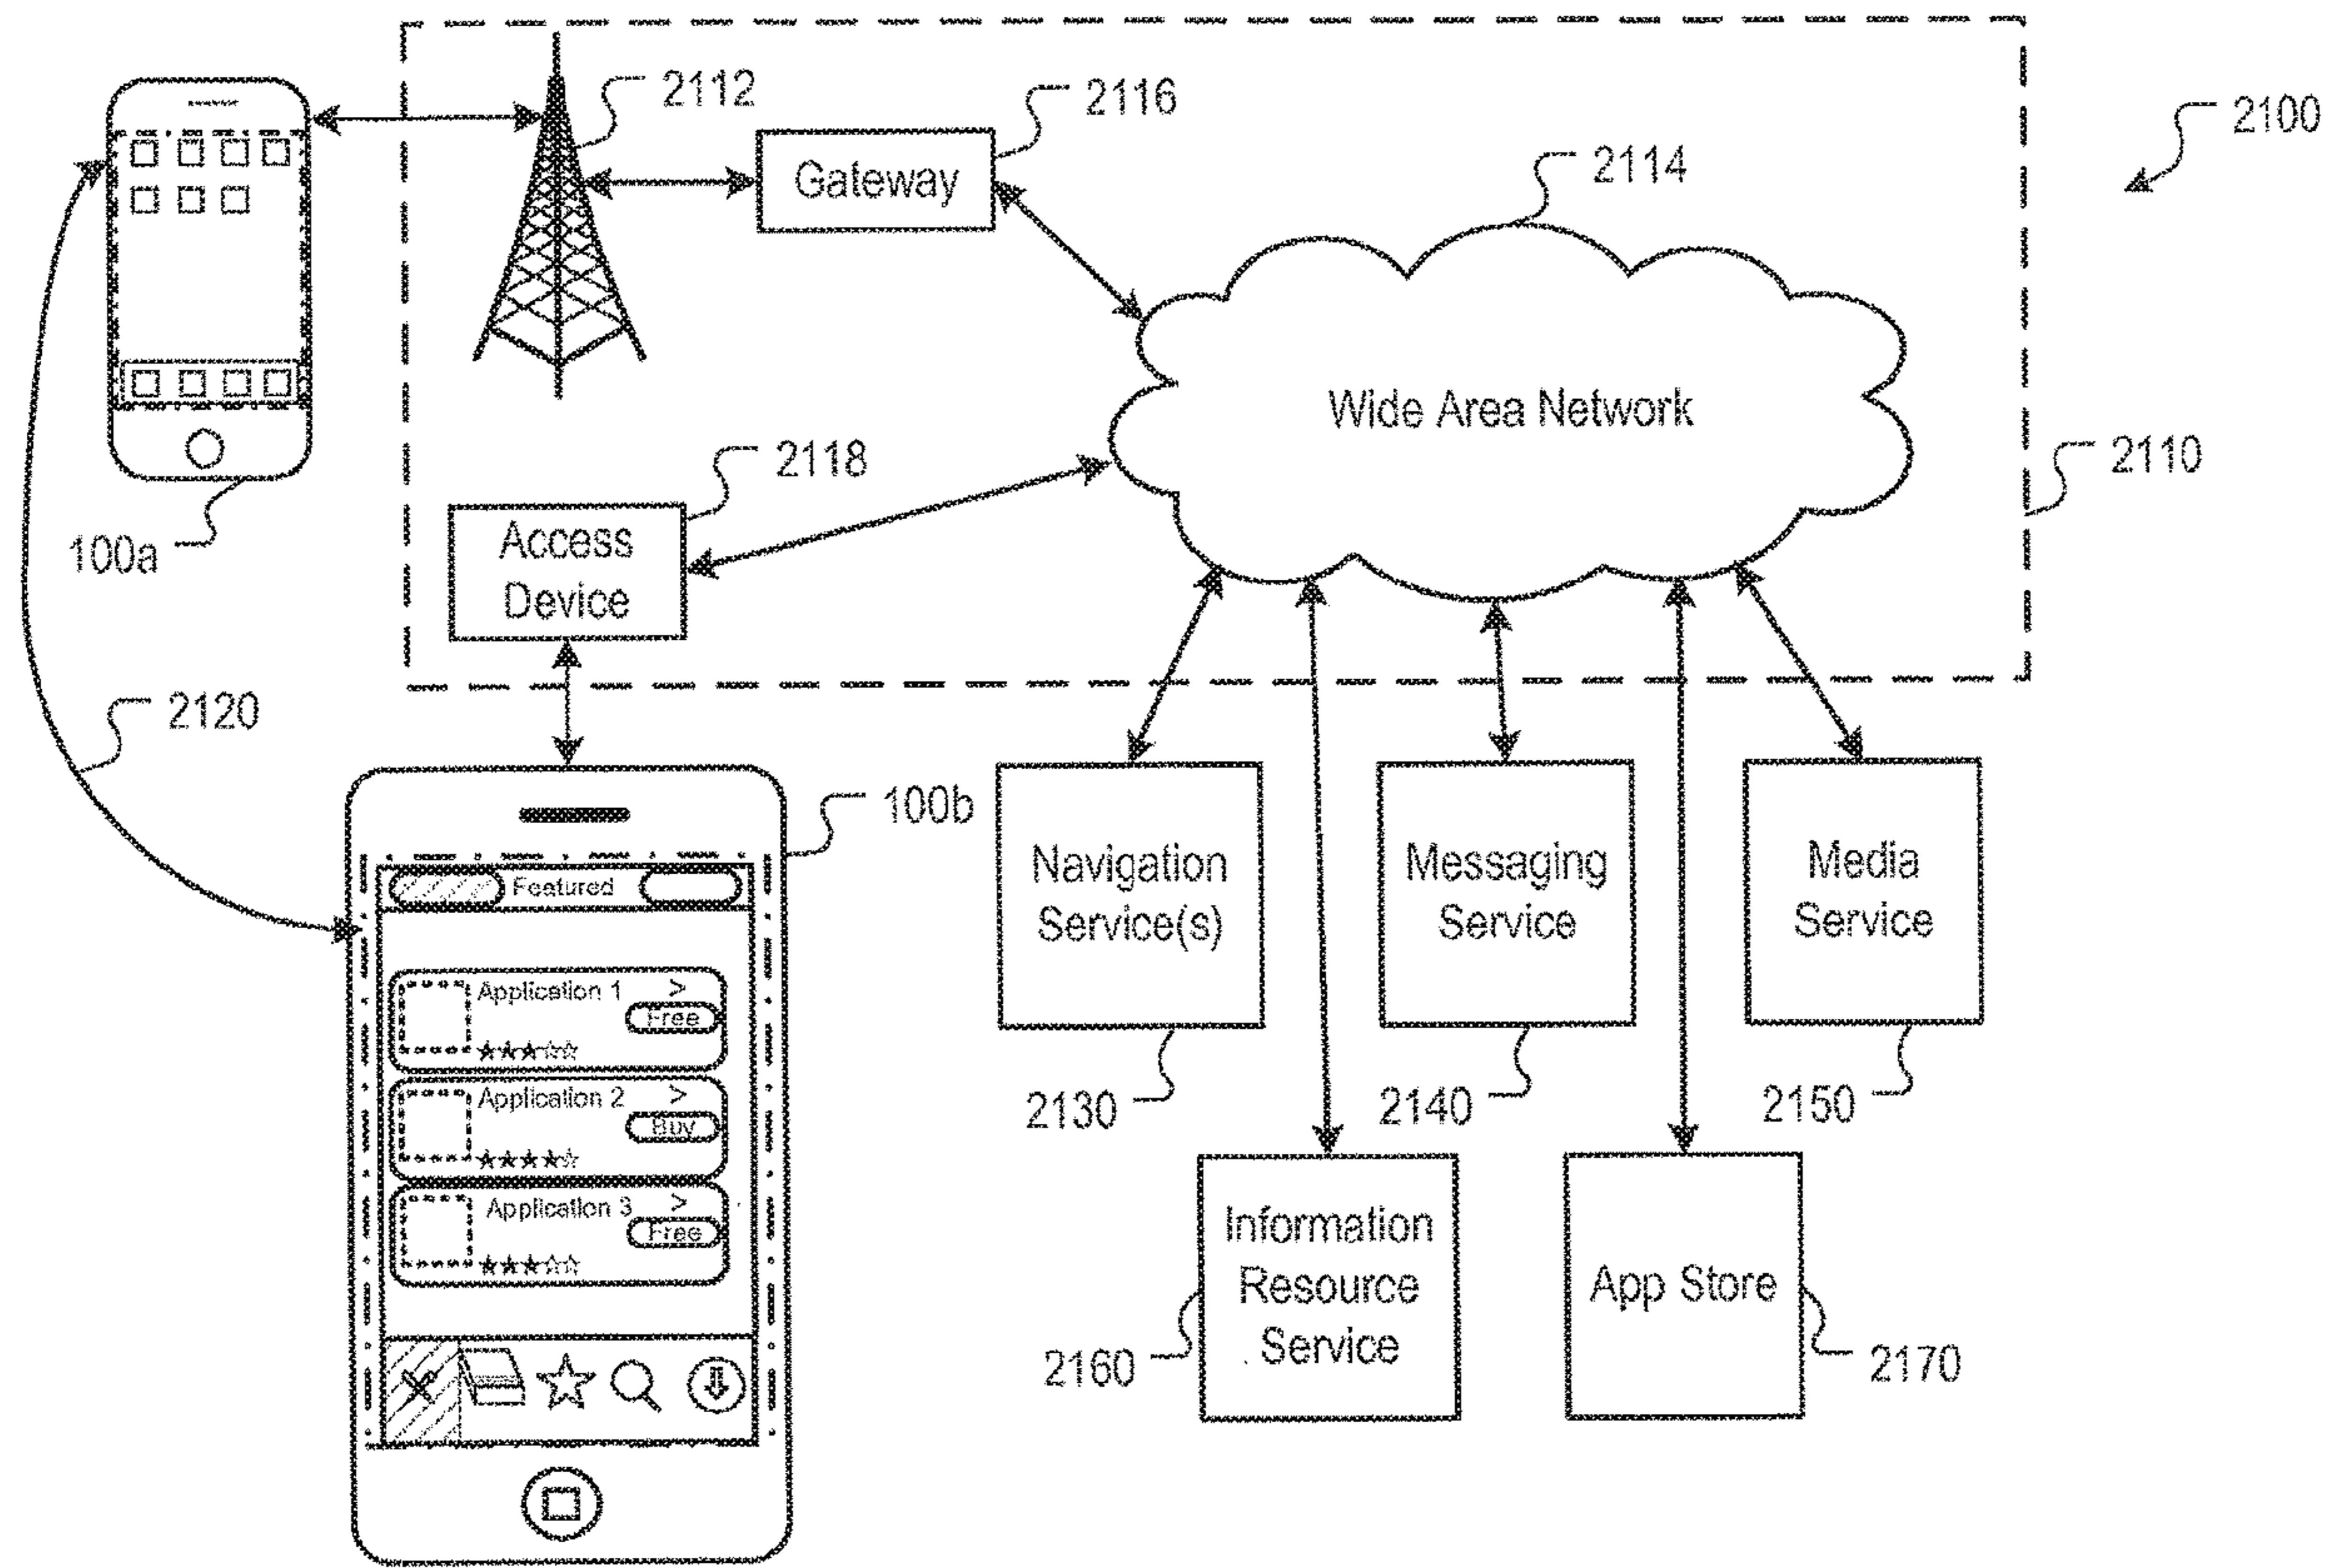 2112
2116
Gateway
2114
2100
Wide Area Network
2118
2110
Access
Device
100a
2120
100b
Featured
Application 1
>
Free
Application 2
>
Buy
Application 3
>
Free
Navigation
Service(s)
Messaging
Service
Media
Service
2130
2140
2150
Information
Resource
Service
App Store
2160
2170